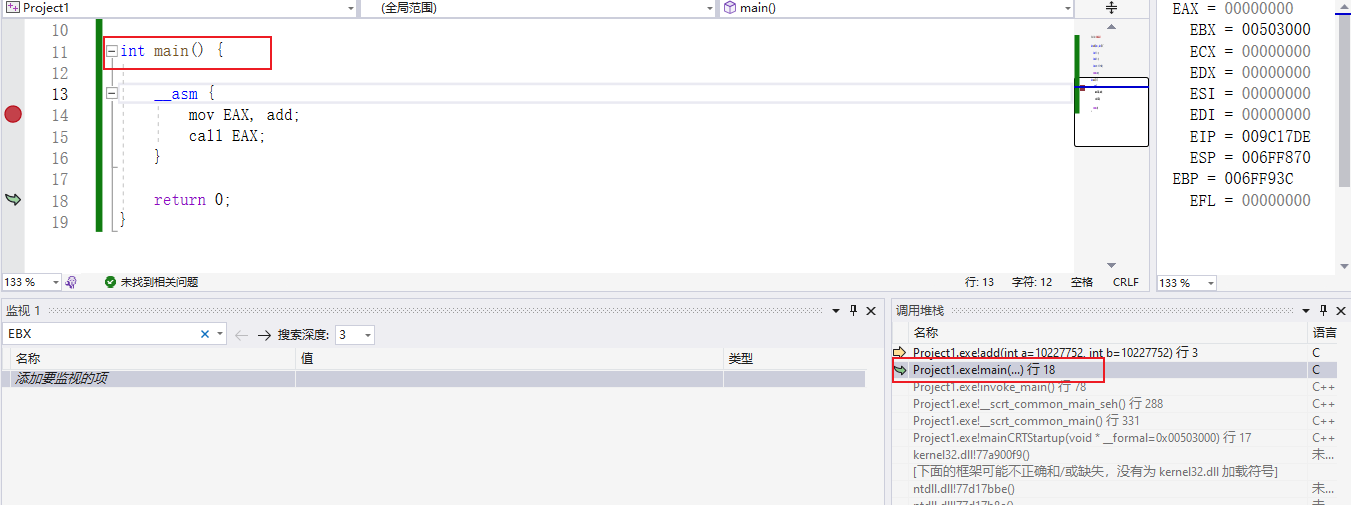 Project1
(全局范围)
main()
10
11 int main() {
12
13 __asm {
14 mov EAX, add;
15 call EAX;
16 }
17
18 return 0;
19 }
EAX = 00000000
EBX = 00503000
ECX = 00000000
EDX = 00000000
ESI = 00000000
EDI = 00000000
EIP = 009C17DE
ESP = 006FF870
EBP = 006FF93C
EFL = 00000000
133 %
未找到相关问题
行: 13
字符: 12
空格
CRLF
133 %
监视 1
EBX
搜索深度: 3
名称
值
类型
添加要监视的项
调用堆栈
名称
语言
Project1.exe!add(int a=10227752, int b=10227752) 行 3 C
Project1.exe!main(...) 行 18 C
Project1.exe!invoke_main() 行 78 C++
Project1.exe!__scrt_common_main_seh() 行 288 C++
Project1.exe!__scrt_common_main() 行 331 C++
Project1.exe!mainCRTStartup(void * __formal=0x00503000) 行 17 C++
kernel32.dll!77a900f9() 未...
[下面的框架可能不正确和/或缺失，没有为 kernel32.dll 加载符号]
ntdll.dll!77d17bbe() 未...